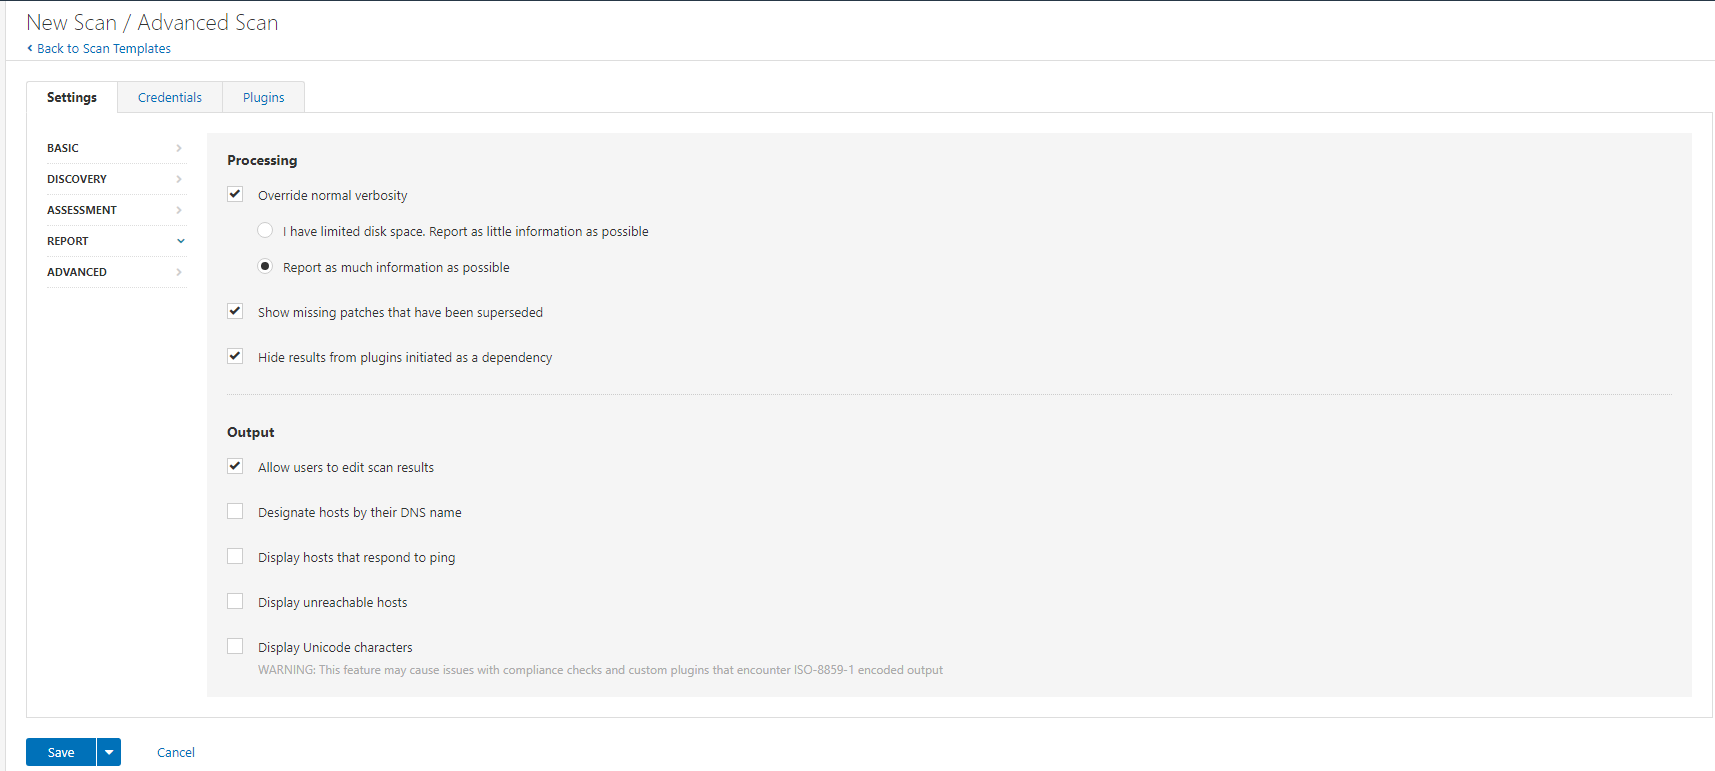 New Scan / Advanced Scan
Back to Scan Templates
Settings
Credentials
Plugins
BASIC
DISCOVERY
ASSESSMENT
REPORT
ADVANCED
Processing
Override normal verbosity
I have limited disk space. Report as little information as possible
Report as much information as possible
Show missing patches that have been superseded
Hide results from plugins initiated as a dependency
Output
Allow users to edit scan results
Designate hosts by their DNS name
Display hosts that respond to ping
Display unreachable hosts
Display Unicode characters
WARNING: This feature may cause issues with compliance checks and custom plugins that encounter ISO-8859-1 encoded output
Save
Cancel